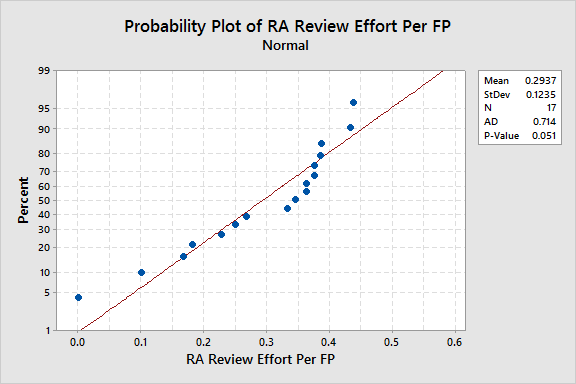 Probability Plot of RA Review Effort Per FP
Normal
99
95
90
80
70
60
50
40
30
20
10
5
1
Percent
0.0 0.1 0.2 0.3 0.4 0.5 0.6
RA Review Effort Per FP
Mean 0.2937
StDev 0.1235
N 17
AD 0.714
P-Value 0.051